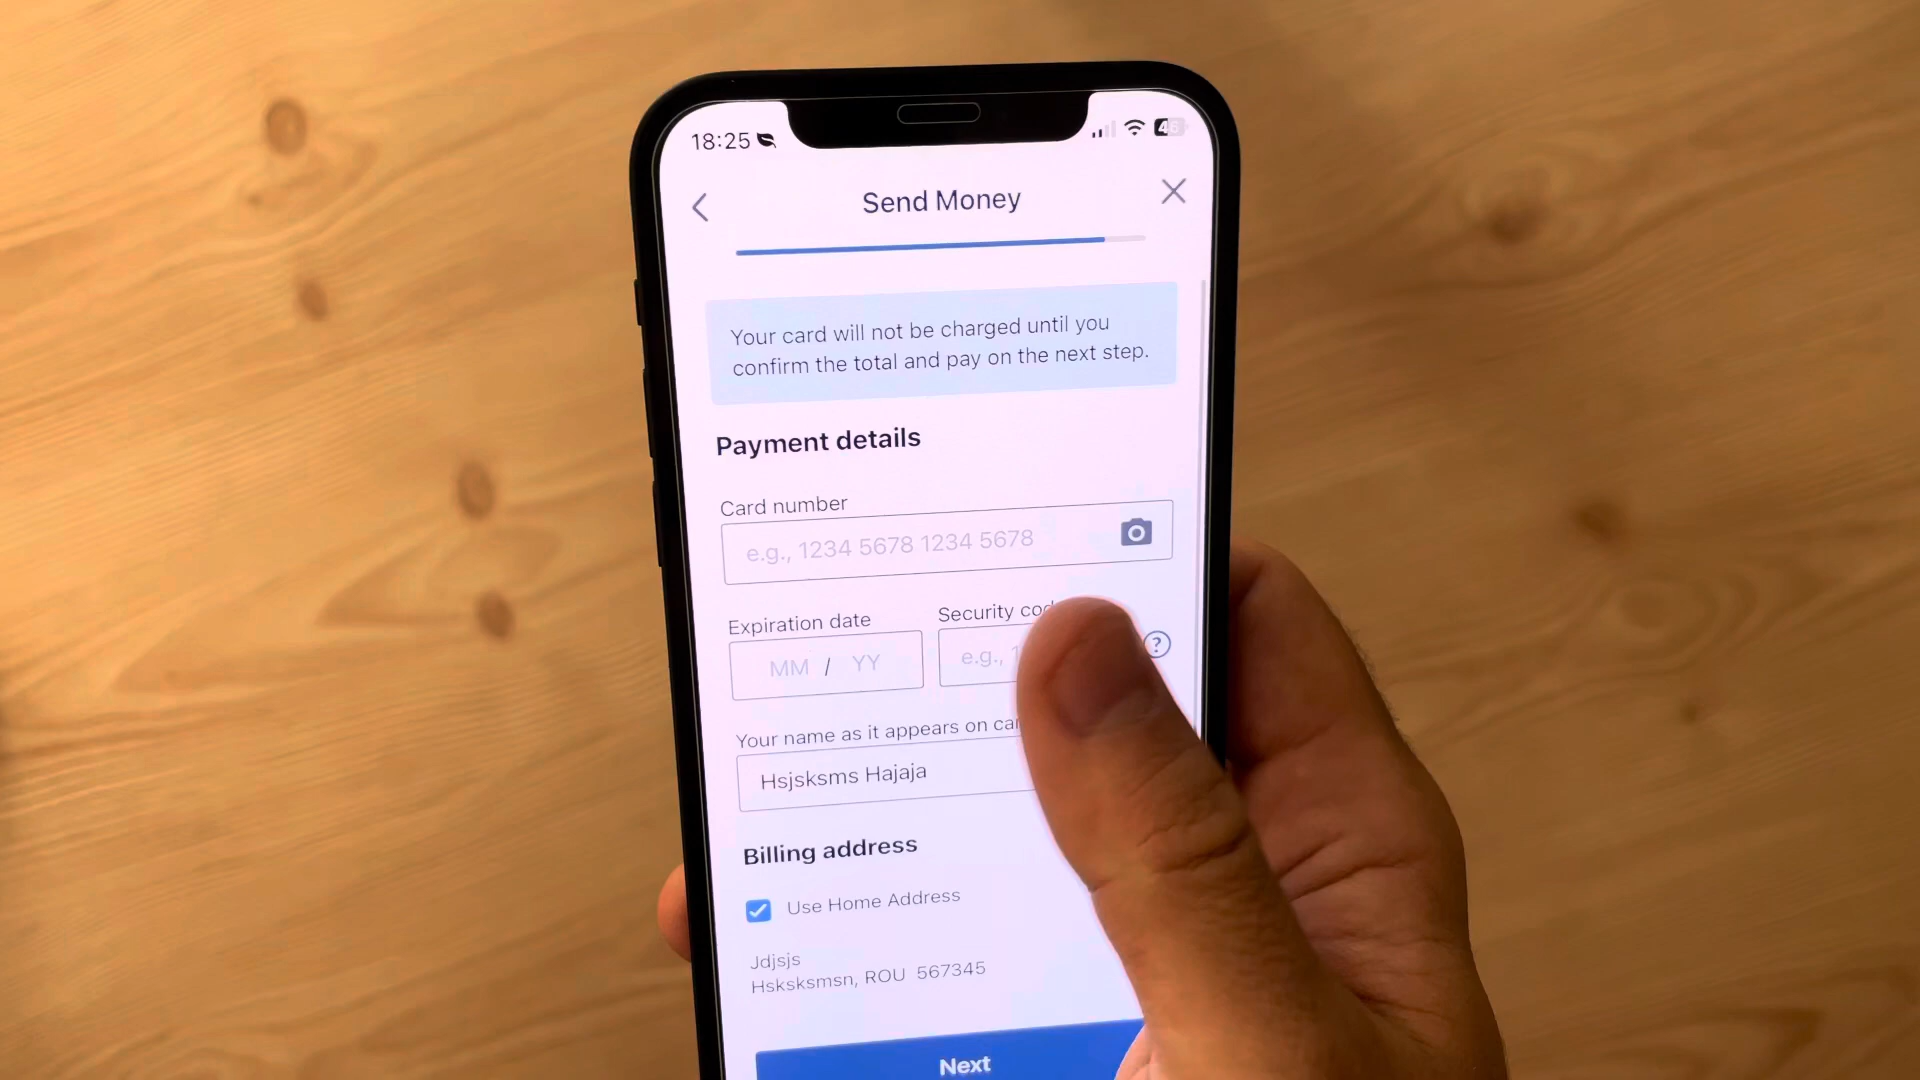 18:25
46
Send Money
Your card will not be charged until you
confirm the total and pay on the next step.
Payment details
Card number
e.g., 1234 5678 1234 5678
Expiration date
Security cod
MM / YY
e.g., 1
?
Your name as it appears on ca
Hsjsksms Hajaja
Billing address
Use Home Address
Jdjsjs
Hsksksmsn, ROU 567345
Next